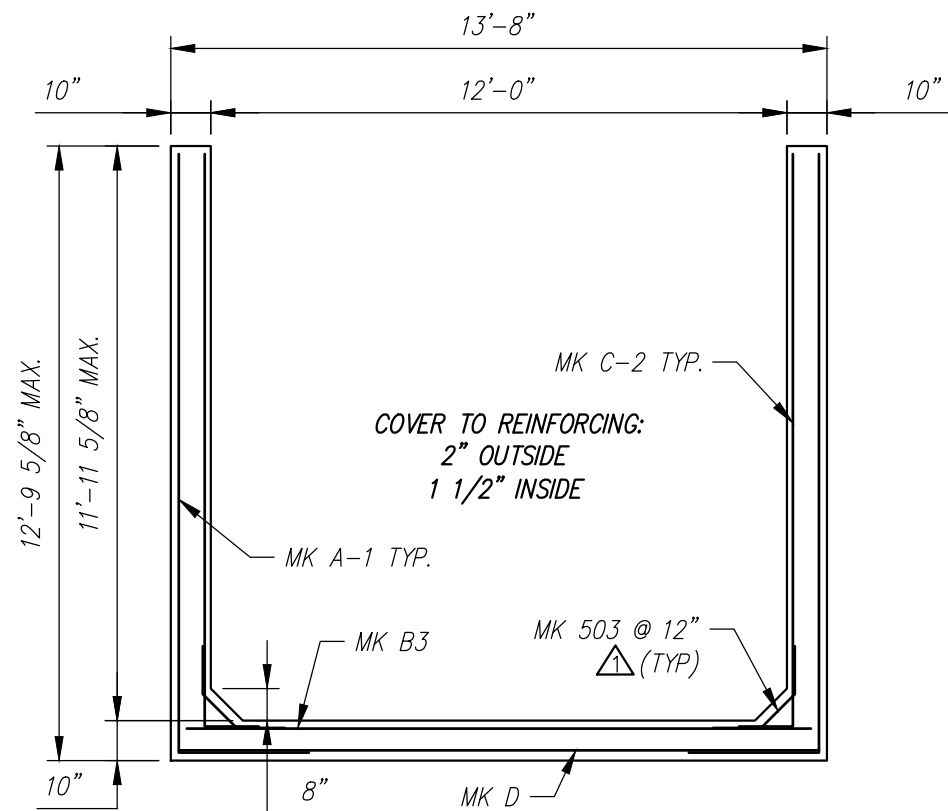 13'-8"
10"
12'-0"
10"
12'-9 5/8" MAX.
11'-11 5/8" MAX.
MK C-2 TYP.
COVER TO REINFORCING:
2" OUTSIDE
1 1/2" INSIDE
MK A-1 TYP.
MK B3
MK 503 @ 12"
1 (TYP)
10"
8"
MK D